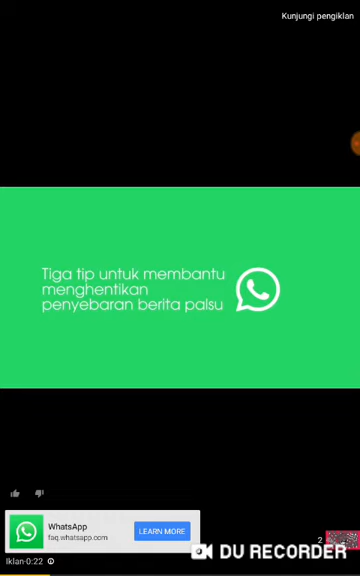 Kunjungi pengiklan
Tiga tip untuk membantu
menghentikan
penyebaran berita palsu
WhatsApp
faq.whatsapp.com
LEARN MORE
2
DU RECORDER
Iklan·0:22